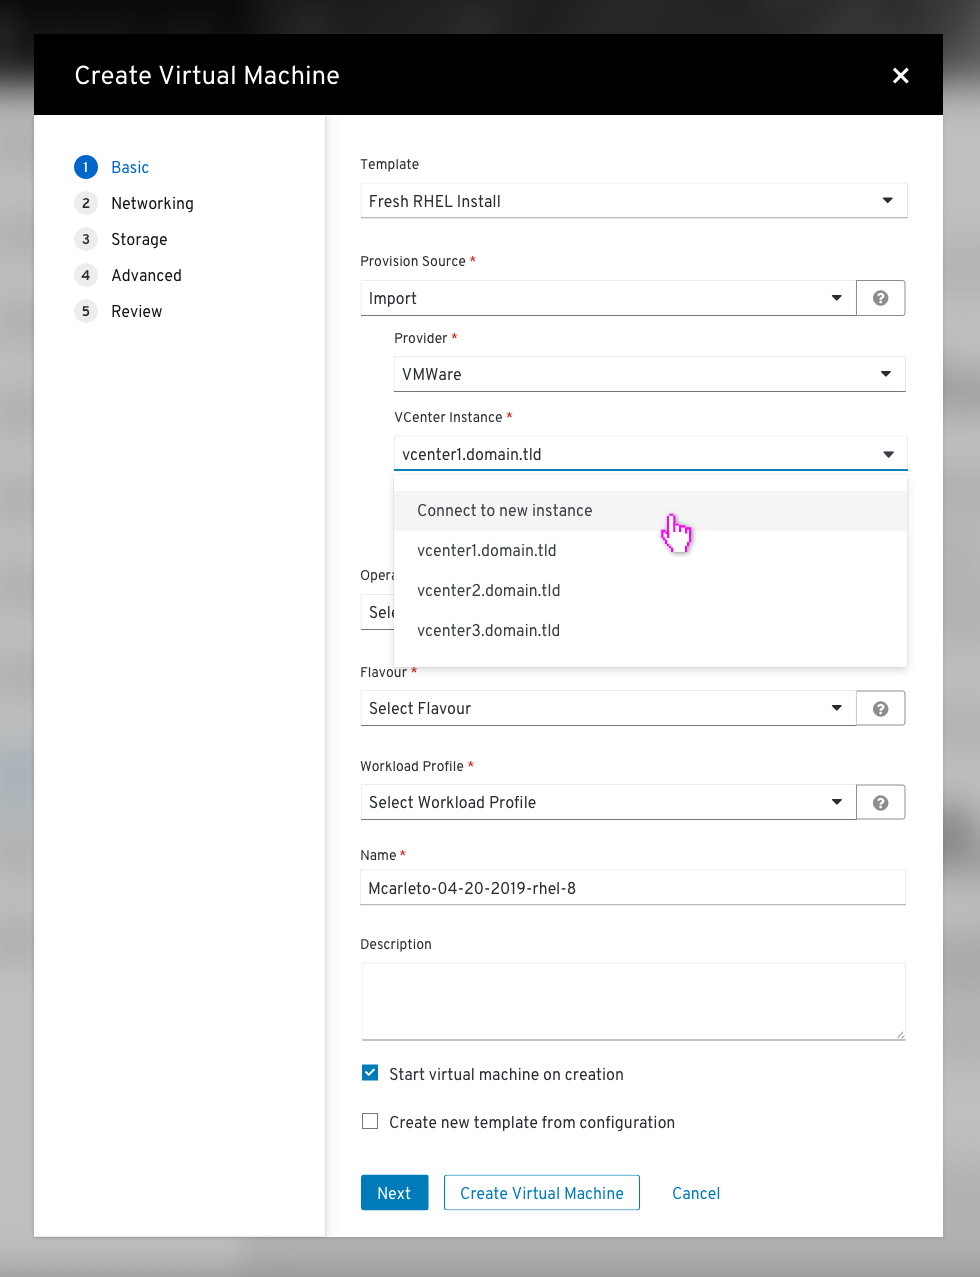 Create Virtual Machine
1 Basic
2 Networking
3 Storage
4 Advanced
5 Review
Template
Fresh RHEL Install
Provision Source *
Import
?
Provider *
VMWare
VCenter Instance *
vcenter1.domain.tld
Connect to new instance
vcenter1.domain.tld
vcenter2.domain.tld
vcenter3.domain.tld
Flavour *
Select Flavour
?
Workload Profile *
Select Workload Profile
?
Name *
Mcarleto-04-20-2019-rhel-8
Description
Start virtual machine on creation
Create new template from configuration
Next
Create Virtual Machine
Cancel